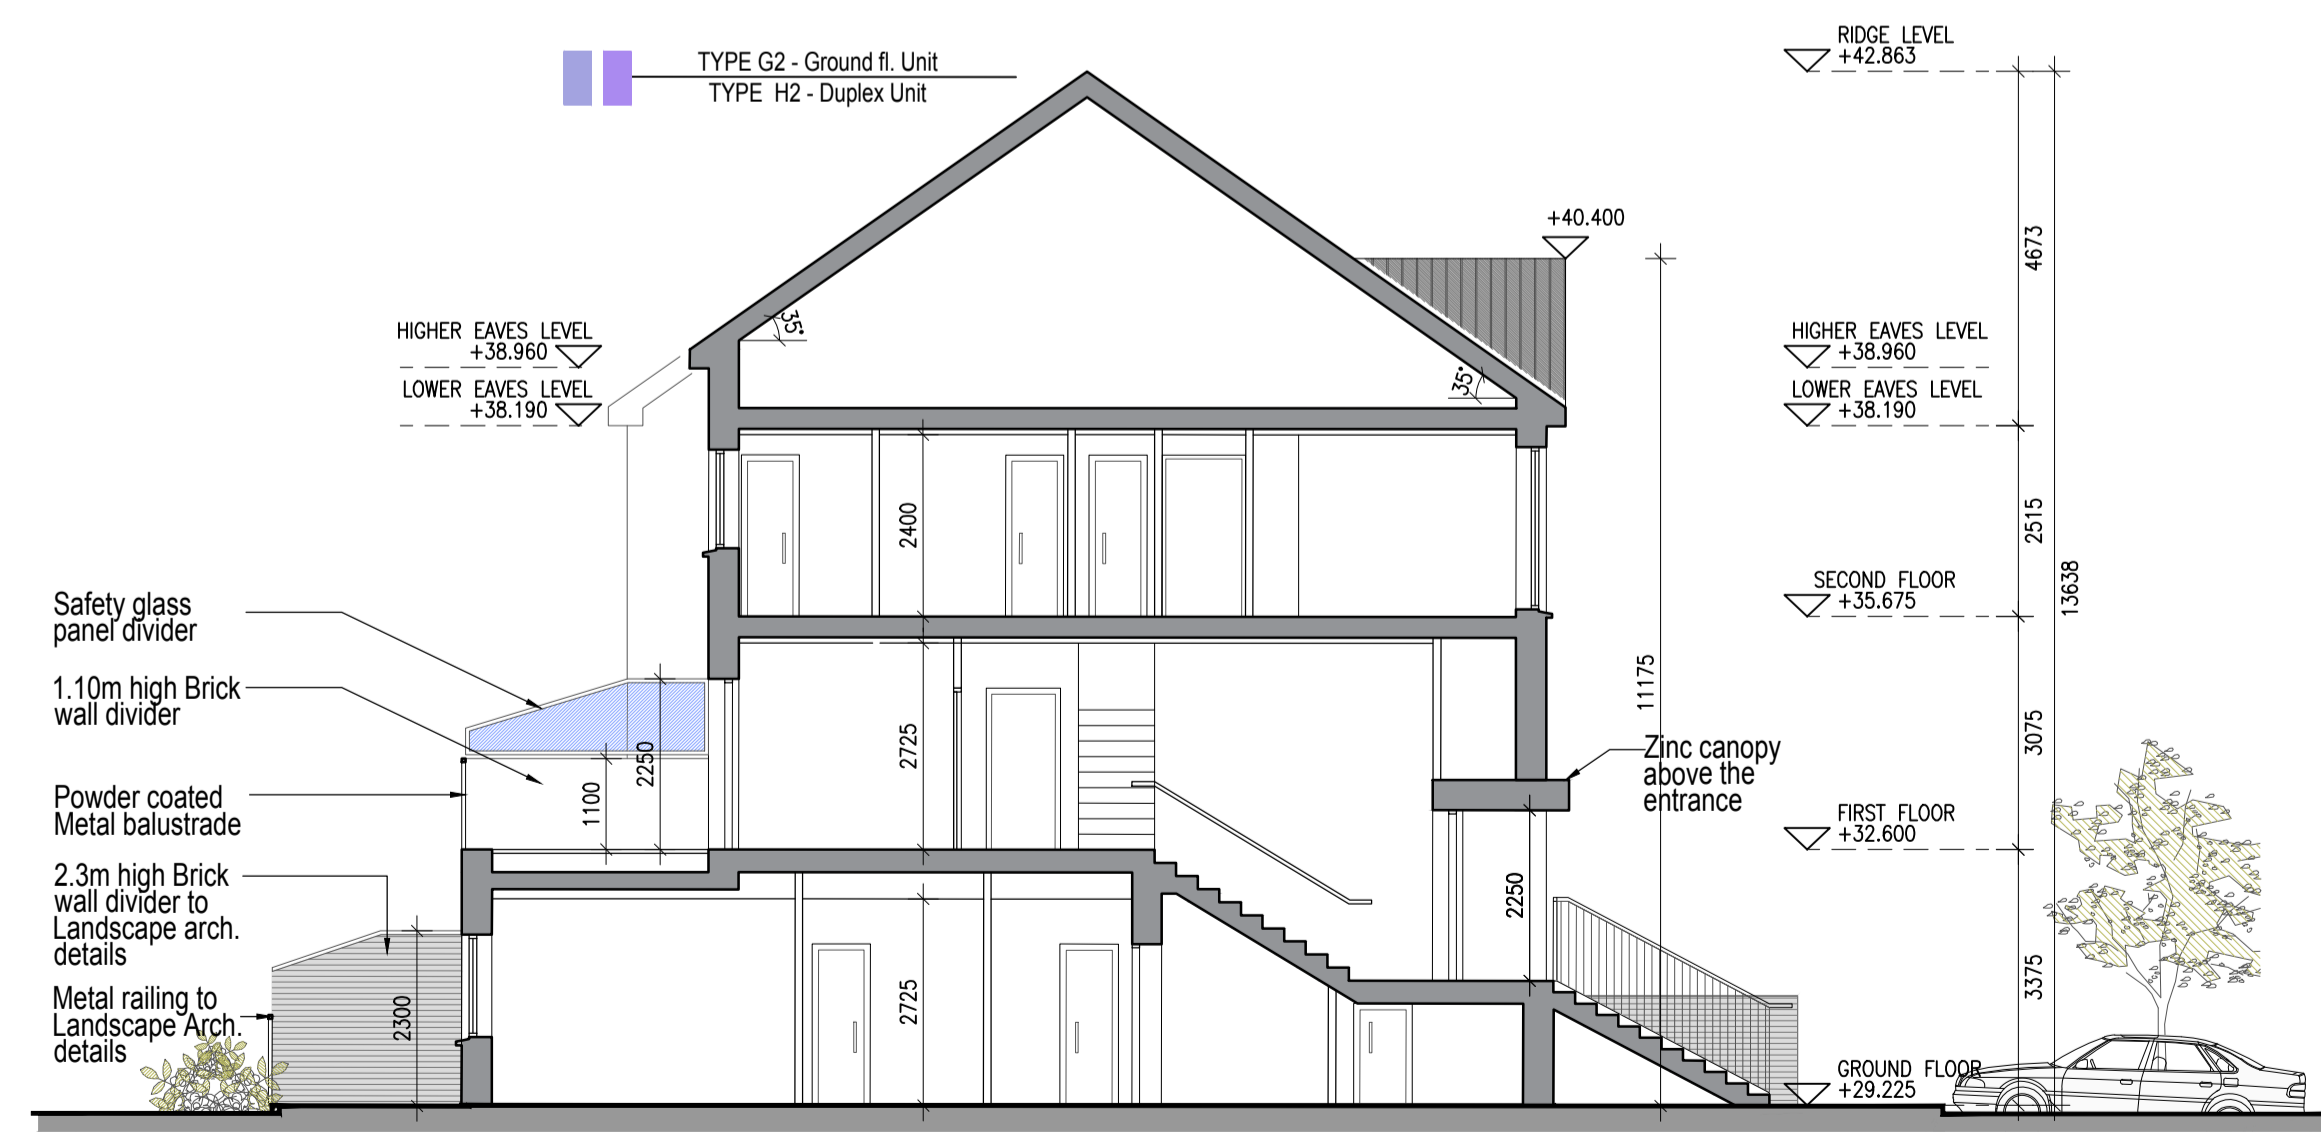 TYPE G2 - Ground fl. Unit
TYPE H2 - Duplex Unit
RIDGE LEVEL
+42.863
+40.400
4673
35°
35°
HIGHER EAVES LEVEL
+38.960
LOWER EAVES LEVEL
+38.190
HIGHER EAVES LEVEL
+38.960
LOWER EAVES LEVEL
+38.190
2400
2515
13638
SECOND FLOOR
+35.675
Safety glass
panel divider
1.10m high Brick
wall divider
Powder coated
Metal balustrade
2.3m high Brick
wall divider to
Landscape arch.
details
Metal railing to
Landscape Arch.
details
1100
2250
2725
11175
3075
Zinc canopy
above the
entrance
FIRST FLOOR
+32.600
2250
2300
2725
3375
GROUND FLOOR
+29.225